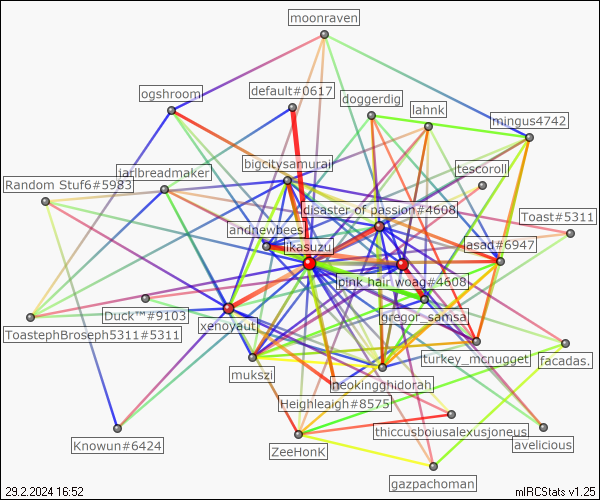 moonraven
ogshroom
default#0617
doggerdig
lahnk
mingus4742
bigcitysamurai
tescoroll
jarlbreadmaker
Random Stuf6#5983
disaster of passion#4608
Toast#5311
andnewbees
ikasuzu
asad#6947
pink hair woag#4608
Duck™#9103
gregor_samsa
xenoyaut
ToastephBroseph5311#5311
turkey_mcnugget
facadas.
mukszi
neokingghidorah
Heighleaigh#8575
thiccusboiusalexusjoneus
Knowun#6424
ZeeHonK
avelicious
gazpachoman
29.2.2024 16:52
mIRCStats v1.25